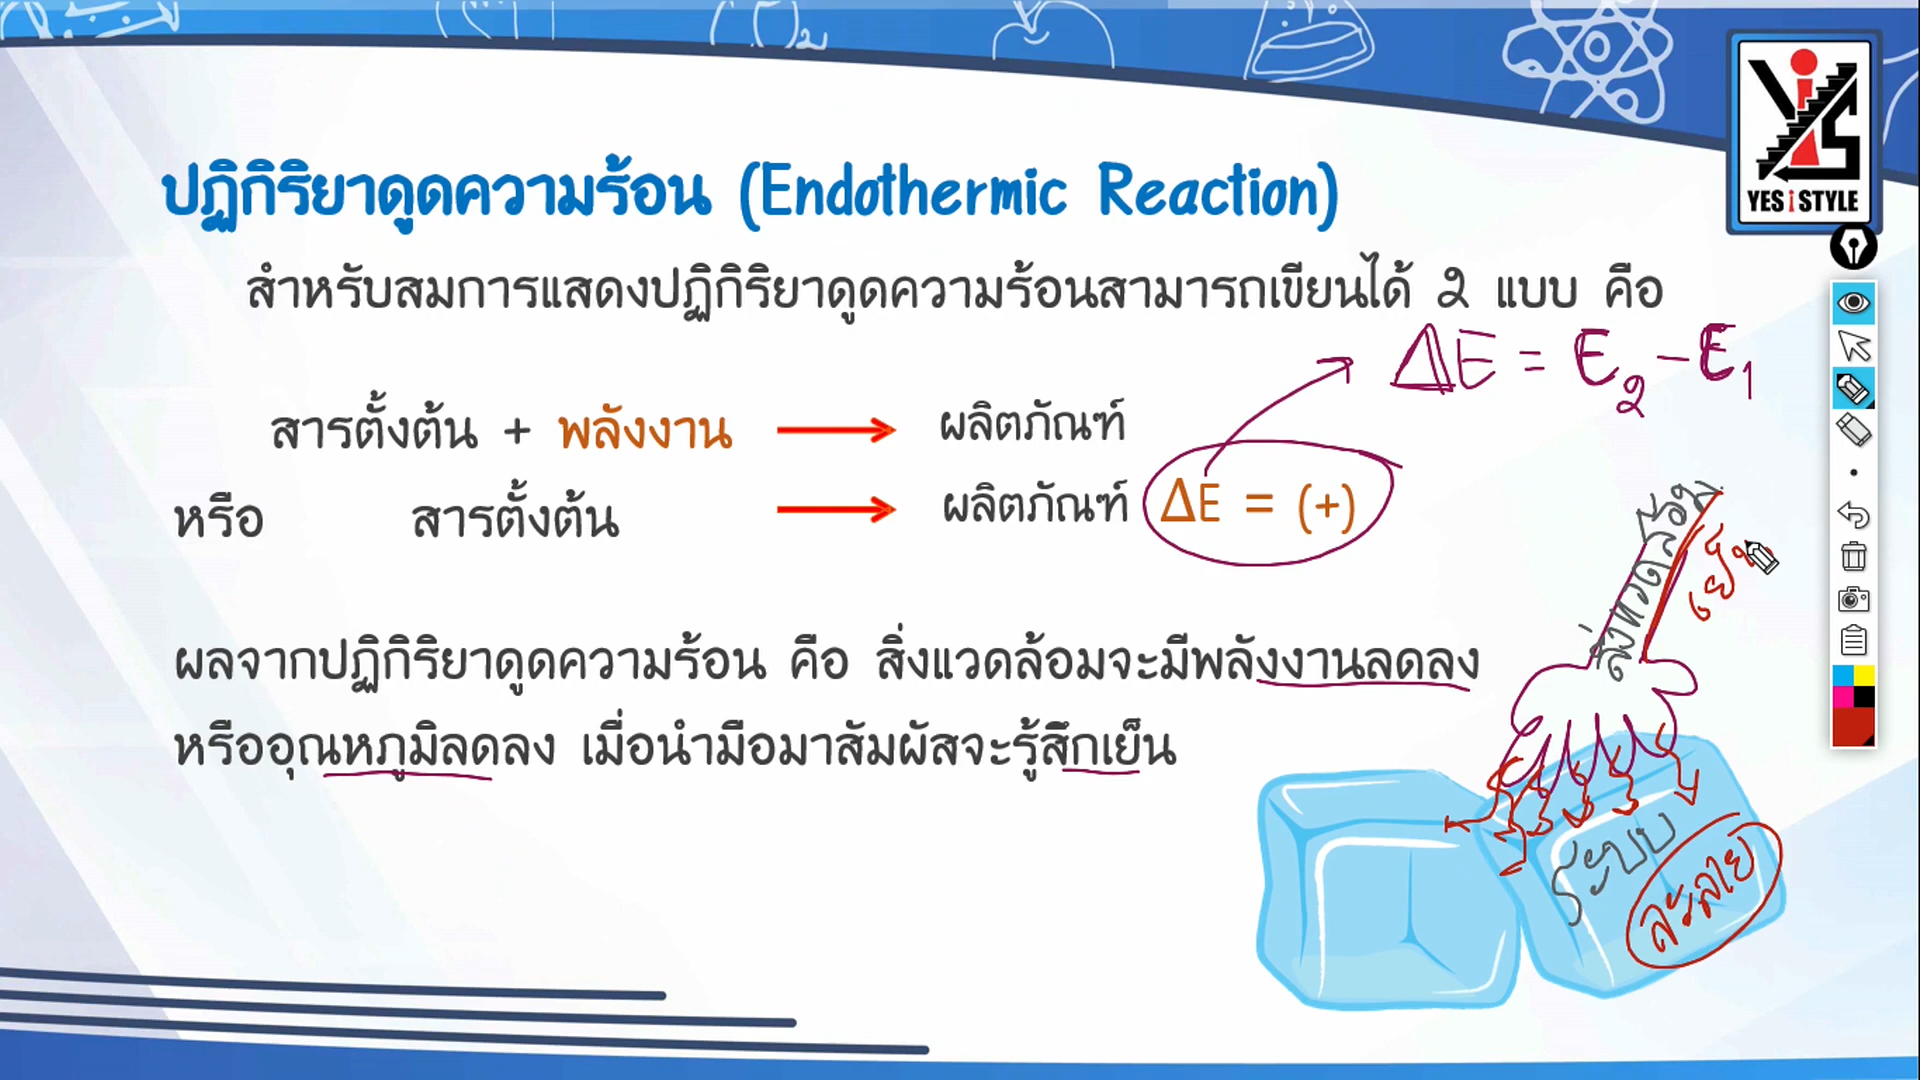 YiS
YES i STYLE
ปฏิกิริยาดูดความร้อน (Endothermic Reaction)
สำหรับสมการแสดงปฏิกิริยาดูดความร้อนสามารถเขียนได้ 2 แบบ คือ
ΔE = E₂ - E₁
สารตั้งต้น + พลังงาน → ผลิตภัณฑ์
หรือ สารตั้งต้น → ผลิตภัณฑ์ ΔE = (+)
สิ่งแวดล้อม
ผลจากปฏิกิริยาดูดความร้อน คือ สิ่งแวดล้อมจะมีพลังงานลดลง
หรืออุณหภูมิลดลง เมื่อนำมือมาสัมผัสจะรู้สึกเย็น
ระบบ
ละลาย